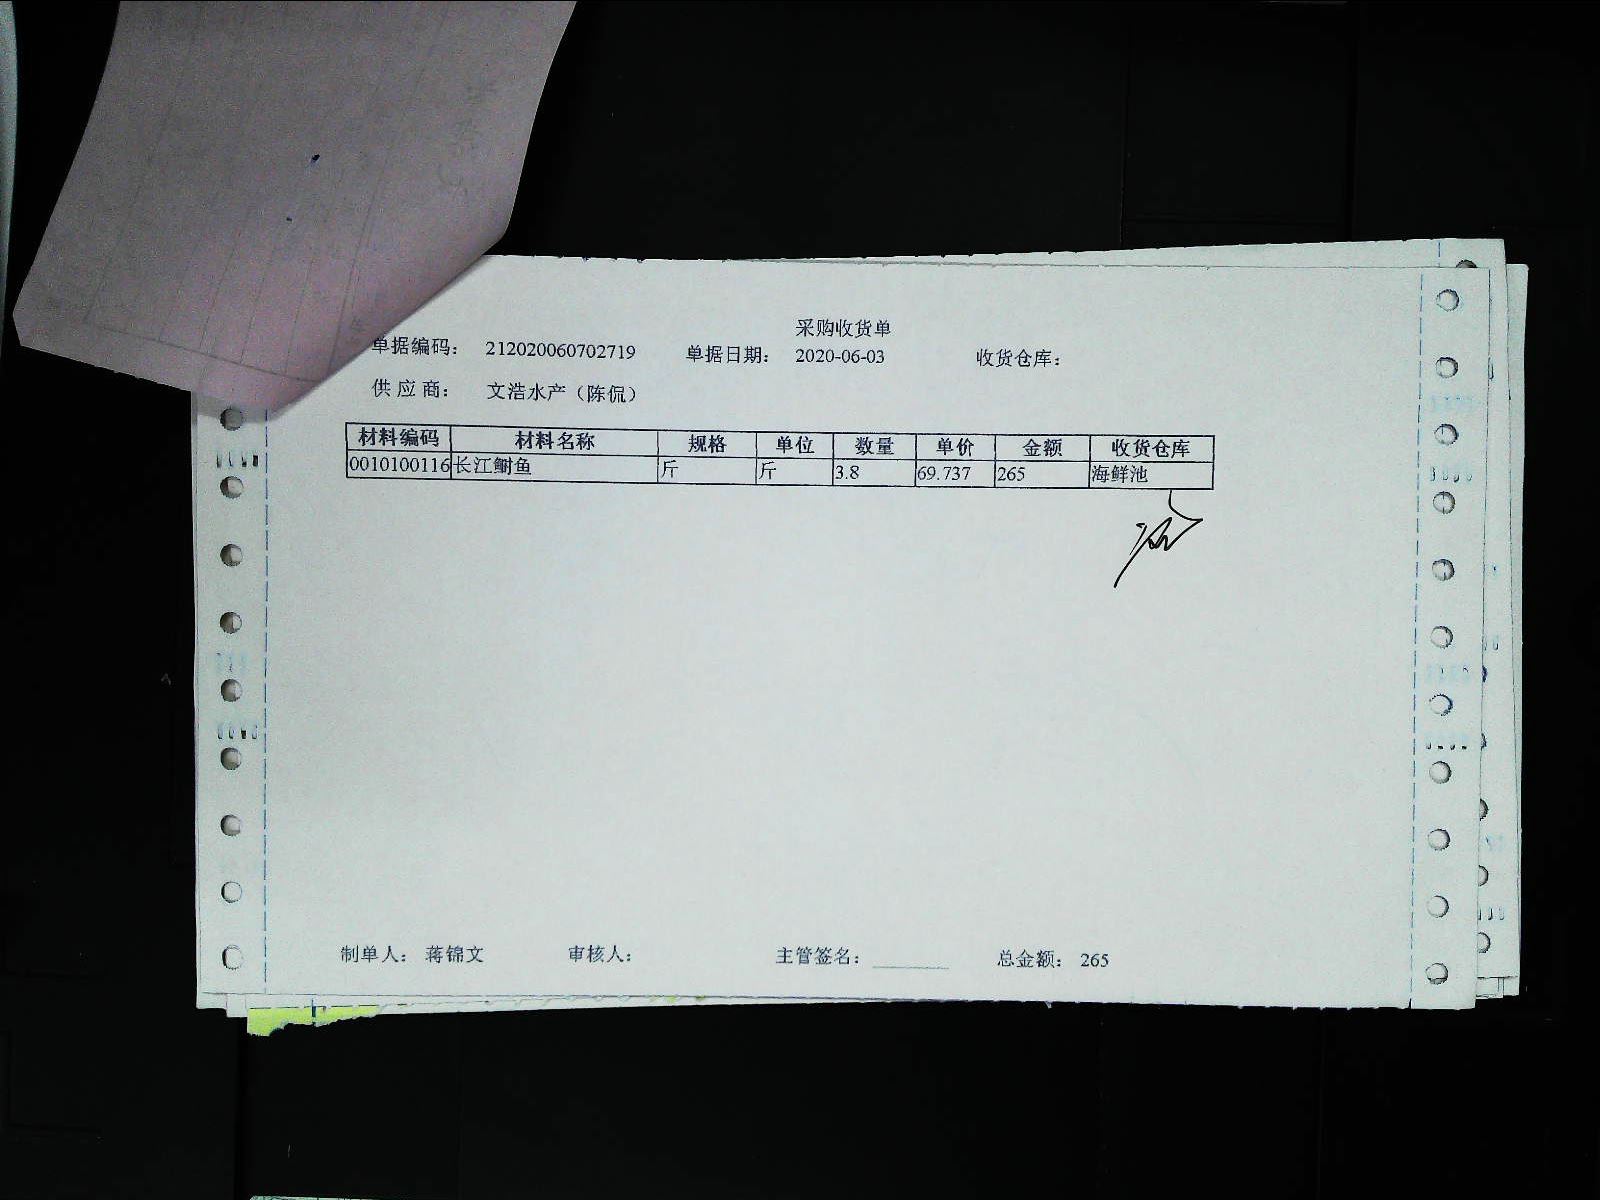 采购收货单
单据编码： 212020060702719 单据日期： 2020-06-03 收货仓库：
供应商： 文浩水产（陈侃）
材料编码 材料名称 规格 单位 数量 单价 金额 收货仓库
0010100116 长江鲥鱼 斤 斤 3.8 69.737 265 海鲜池
制单人： 蒋锦文 审核人： 主管签名： 总金额： 265